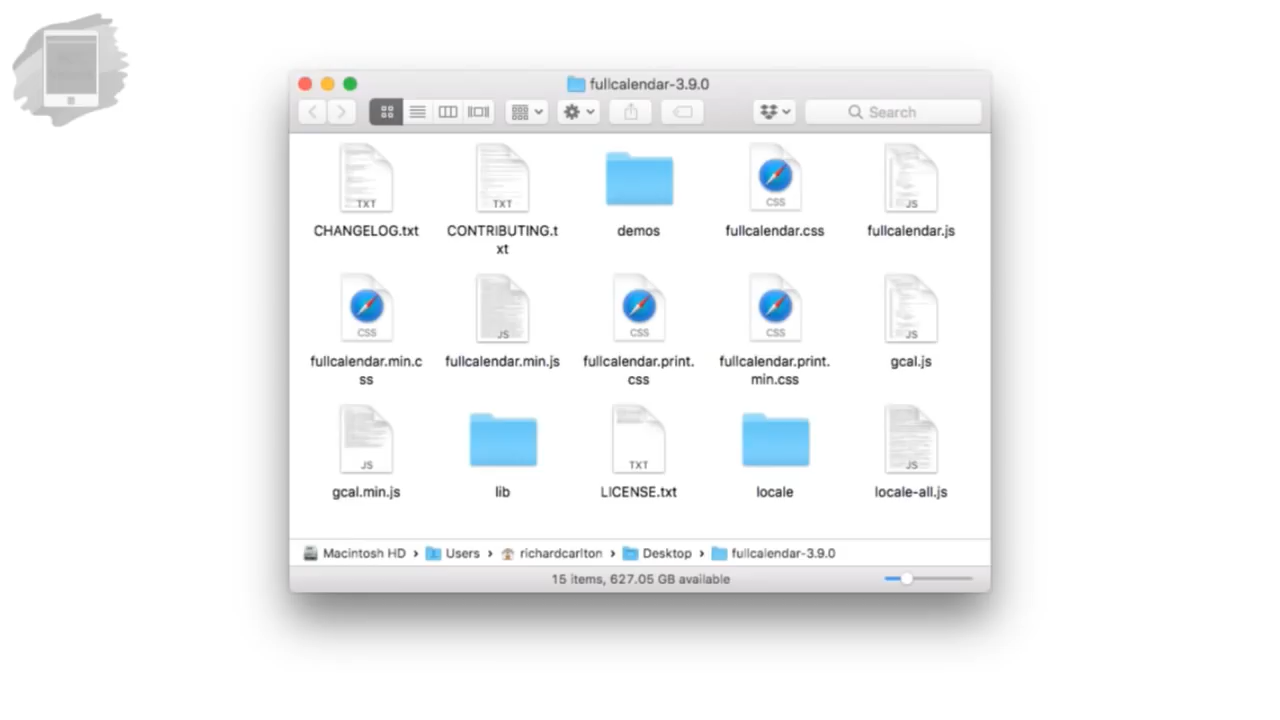 fullcalendar-3.9.0
Search
TXT
TXT
CSS
JS
CHANGELOG.txt
CONTRIBUTING.t
xt
demos
fullcalendar.css
fullcalendar.js
CSS
JS
CSS
CSS
JS
fullcalendar.min.c
ss
fullcalendar.min.js
fullcalendar.print.
css
fullcalendar.print.
min.css
gcal.js
JS
TXT
JS
gcal.min.js
lib
LICENSE.txt
locale
locale-all.js
Macintosh HD › Users › richardcarlton › Desktop › fullcalendar-3.9.0
15 items, 627.05 GB available